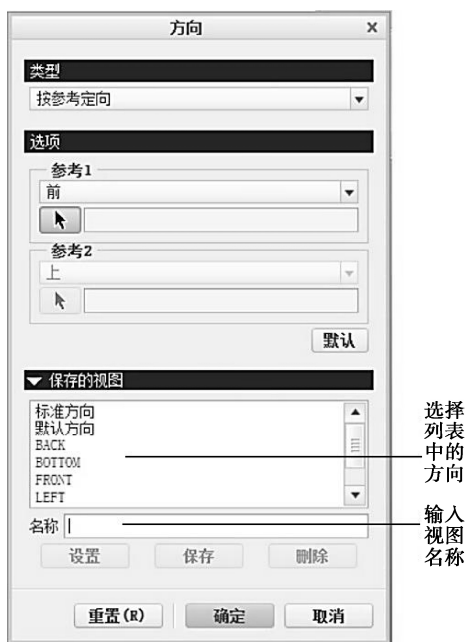 方向
类型
按参考定向
选项
参考1
前
参考2
上
默认
保存的视图
标准方向
默认方向
BACK
BOTTOM
FRONT
LEFT
选择
列表
中的
方向
名称
输入
视图
名称
设置 保存 删除
重置(R) 确定 取消